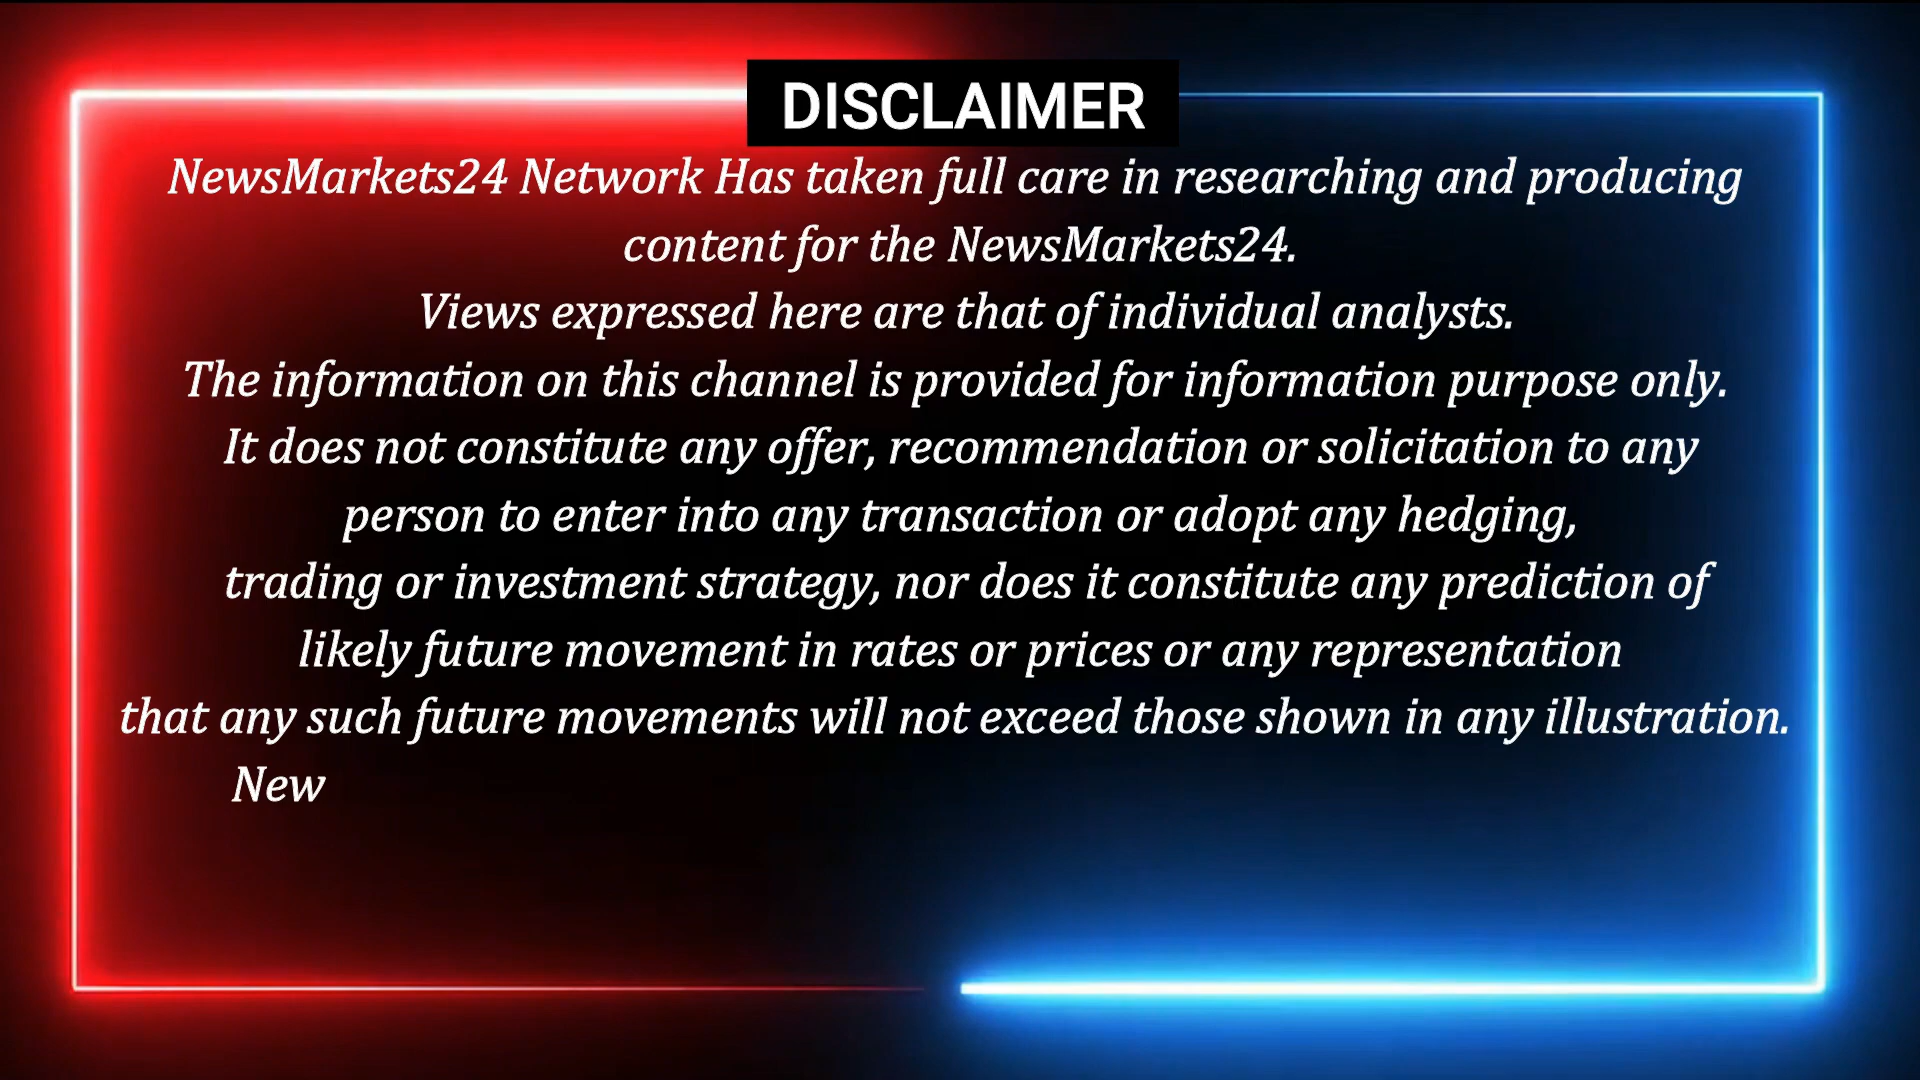 DISCLAIMER
NewsMarkets24 Network Has taken full care in researching and producing
content for the NewsMarkets24.
Views expressed here are that of individual analysts.
The information on this channel is provided for information purpose only.
It does not constitute any offer, recommendation or solicitation to any
person to enter into any transaction or adopt any hedging,
trading or investment strategy, nor does it constitute any prediction of
likely future movement in rates or prices or any representation
that any such future movements will not exceed those shown in any illustration.
New